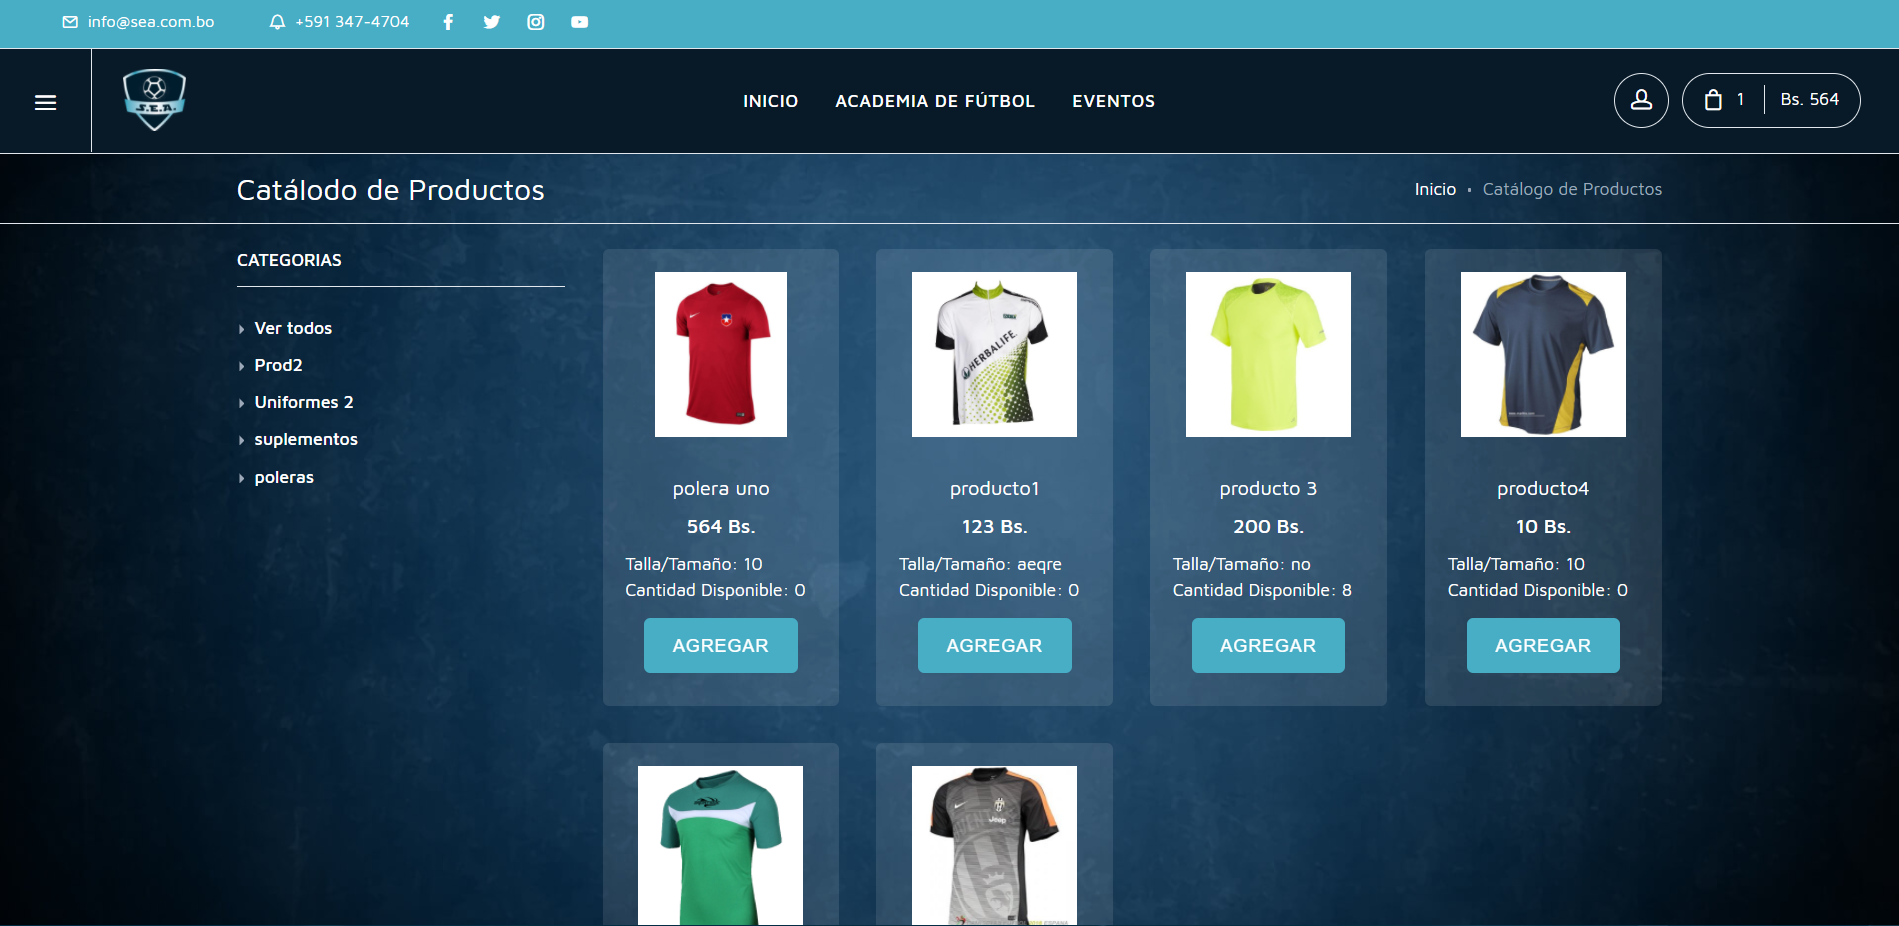 info@sea.com.bo +591 347-4704
S.E.A.
INICIO ACADEMIA DE FÚTBOL EVENTOS
1 Bs. 564
Catálodo de Productos
Inicio • Catálogo de Productos
CATEGORIAS
Ver todos
Prod2
Uniformes 2
suplementos
poleras
polera uno
564 Bs.
Talla/Tamaño: 10
Cantidad Disponible: 0
AGREGAR
HERBALIFE
producto1
123 Bs.
Talla/Tamaño: aeqre
Cantidad Disponible: 0
AGREGAR
producto 3
200 Bs.
Talla/Tamaño: no
Cantidad Disponible: 8
AGREGAR
producto4
10 Bs.
Talla/Tamaño: 10
Cantidad Disponible: 0
AGREGAR
Jeep